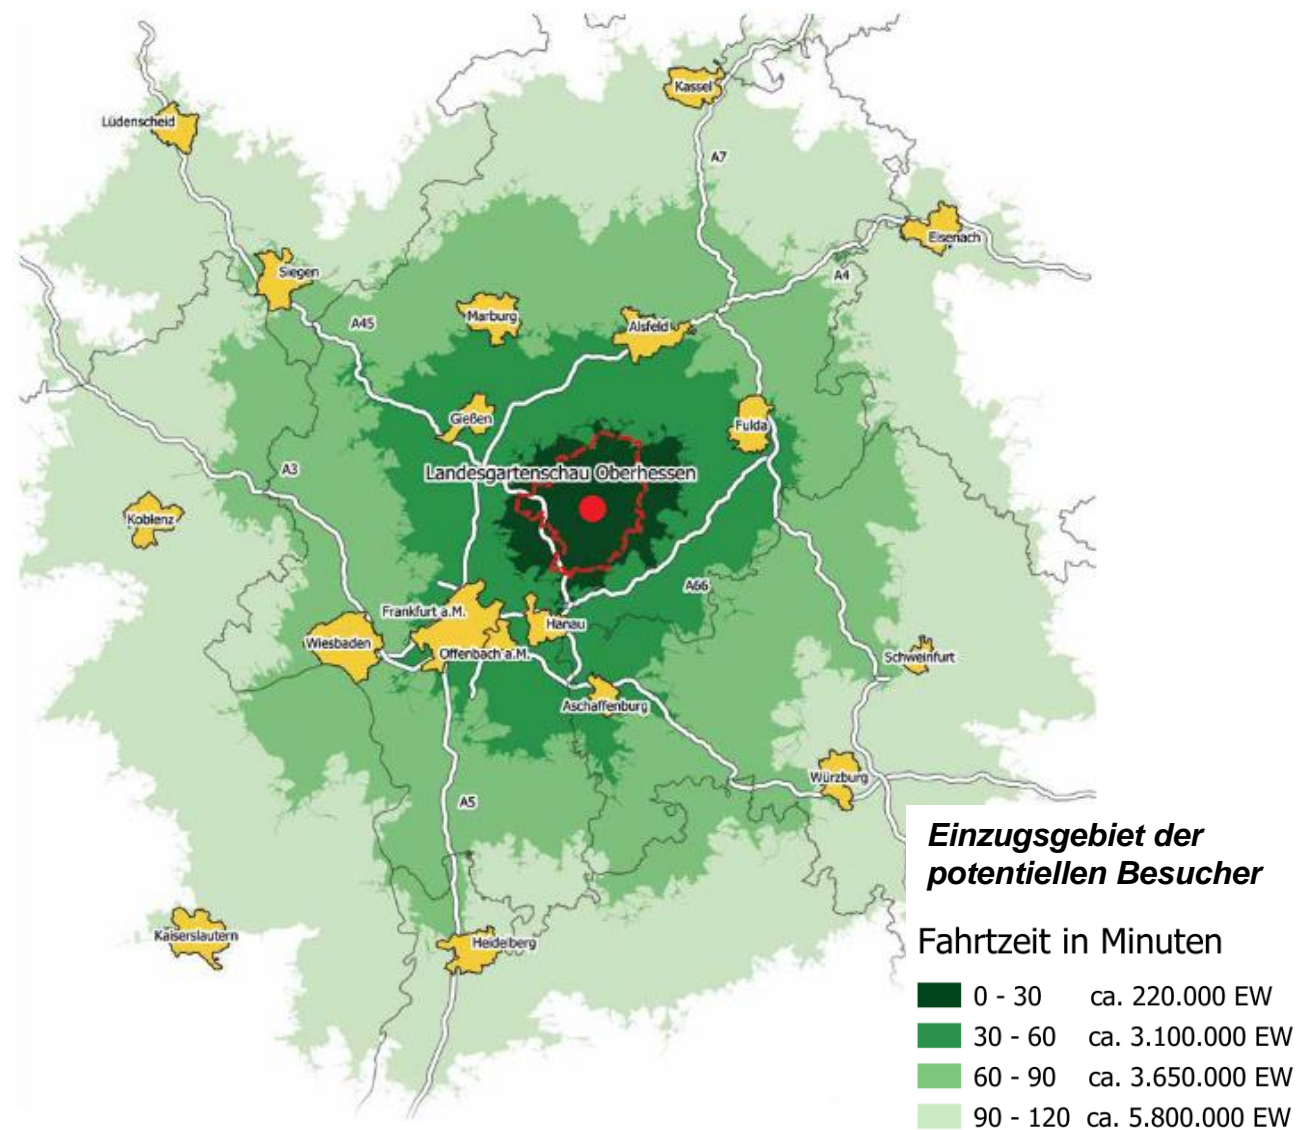 Kassel
Lüdenscheid
A7
Eisenach
Siegen
A4
Marburg
A45
Alsfeld
Gießen
Fulda
A3
Landesgartenschau Oberhessen
Koblenz
A66
Frankfurt a.M.
Hanau
Wiesbaden
Offenbach a.M.
Schweinfurt
Aschaffenburg
Würzburg
A5
Kaiserslautern
Heidelberg
Einzugsgebiet der
potentiellen Besucher
Fahrtzeit in Minuten
0 - 30 ca. 220.000 EW
30 - 60 ca. 3.100.000 EW
60 - 90 ca. 3.650.000 EW
90 - 120 ca. 5.800.000 EW